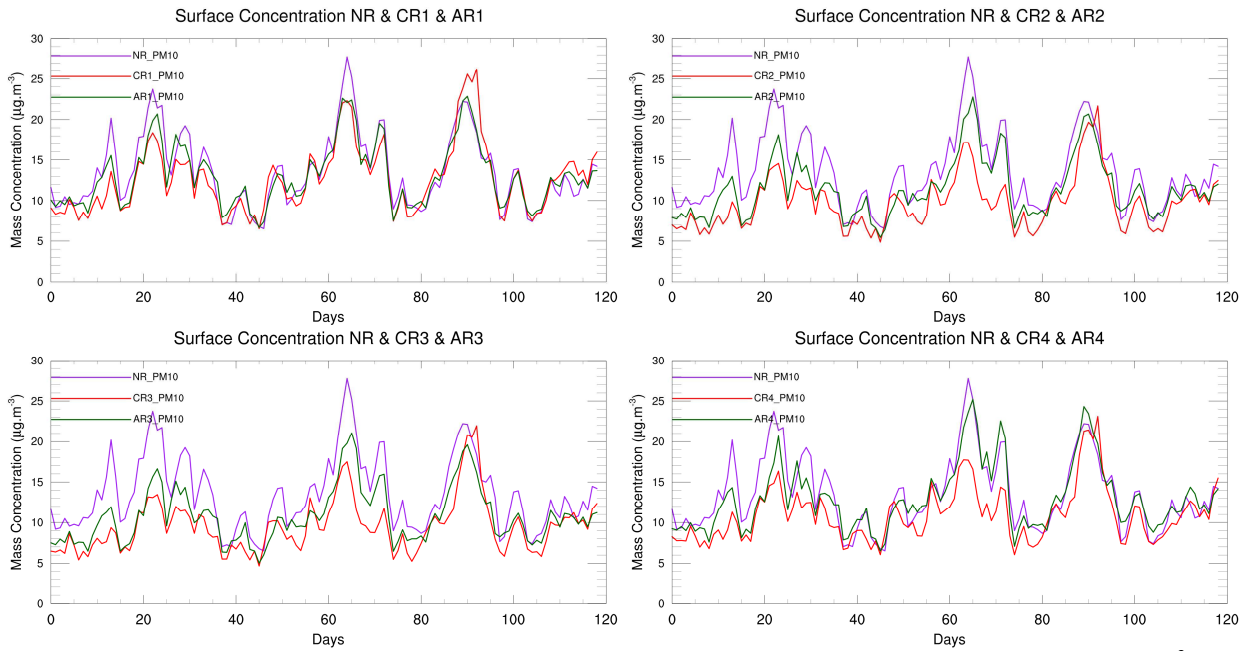 Surface Concentration NR & CR1 & AR1
Mass Concentration (µg.m-3)
30
25
20
15
10
5
0
NR_PM10
CR1_PM10
AR1_PM10
0 20 40 60 80 100 120
Days
Surface Concentration NR & CR2 & AR2
Mass Concentration (µg.m-3)
30
25
20
15
10
5
0
NR_PM10
CR2_PM10
AR2_PM10
0 20 40 60 80 100 120
Days
Surface Concentration NR & CR3 & AR3
Mass Concentration (µg.m-3)
30
25
20
15
10
5
0
NR_PM10
CR3_PM10
AR3_PM10
0 20 40 60 80 100 120
Days
Surface Concentration NR & CR4 & AR4
Mass Concentration (µg.m-3)
30
25
20
15
10
5
0
NR_PM10
CR4_PM10
AR4_PM10
0 20 40 60 80 100 120
Days